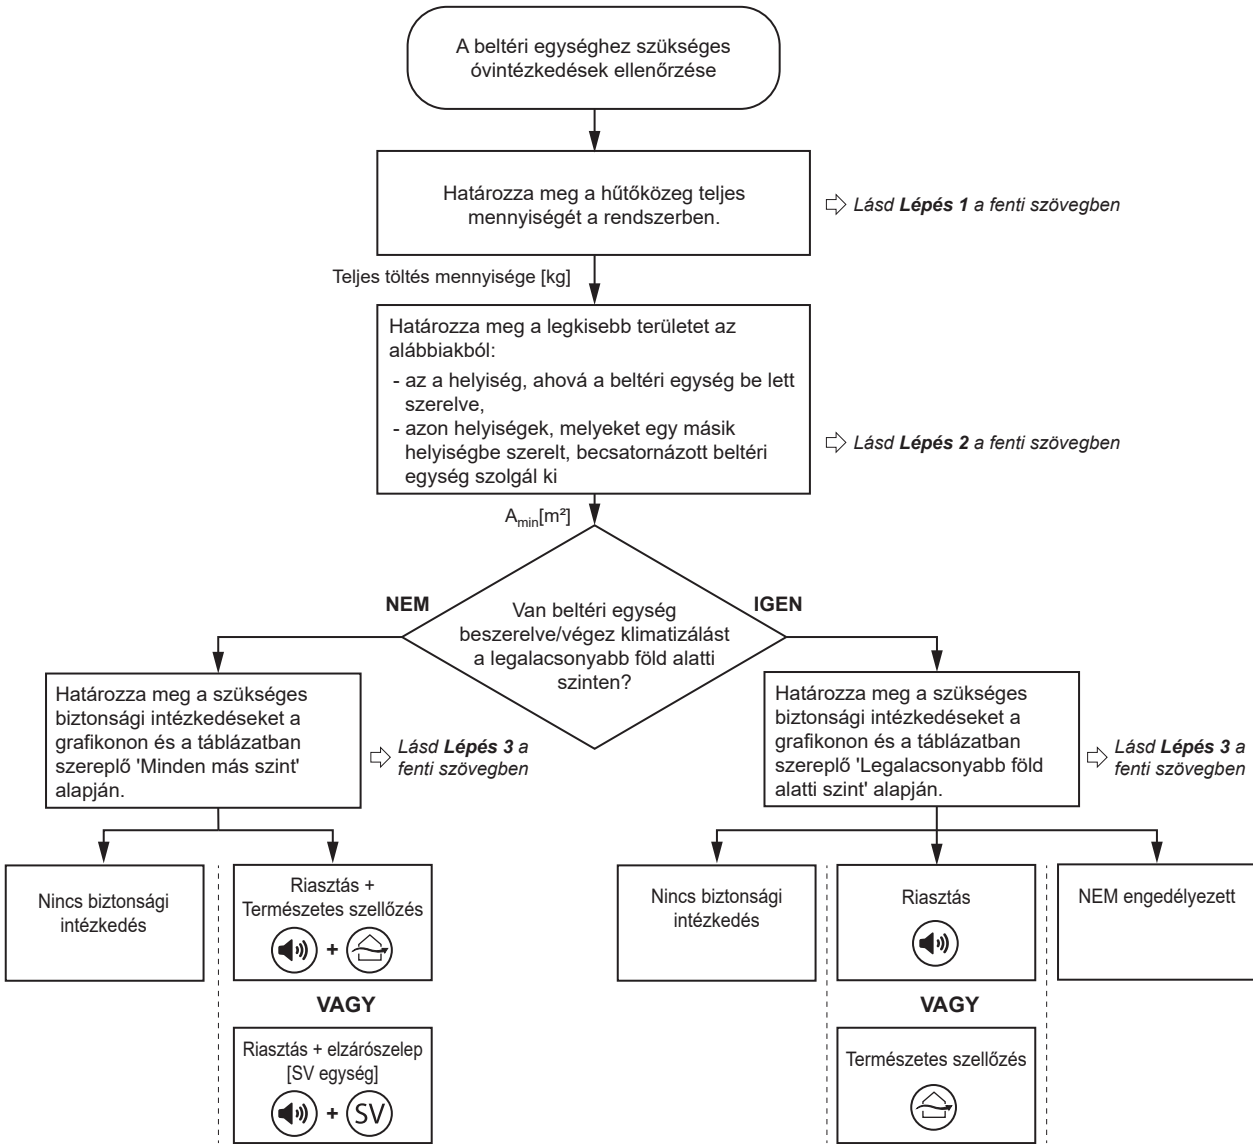 A beltéri egységhez szükséges
óvintézkedések ellenőrzése
Határozza meg a hűtőközeg teljes
mennyiségét a rendszerben.
Lásd Lépés 1 a fenti szövegben
Teljes töltés mennyisége [kg]
Határozza meg a legkisebb területet az
alábbiakból:
- az a helyiség, ahová a beltéri egység be lett
szerelve,
- azon helyiségek, melyeket egy másik
helyiségbe szerelt, becsatornázott beltéri
egység szolgál ki
Lásd Lépés 2 a fenti szövegben
Amin[m²]
NEM
IGEN
Van beltéri egység
beszerelve/végez klimatizálást
a legalacsonyabb föld alatti
szinten?
Határozza meg a szükséges
biztonsági intézkedéseket a
grafikonon és a táblázatban
szereplő 'Minden más szint'
alapján.
Lásd Lépés 3 a
fenti szövegben
Határozza meg a szükséges
biztonsági intézkedéseket a
grafikonon és a táblázatban
szereplő 'Legalacsonyabb föld
alatti szint' alapján.
Lásd Lépés 3 a
fenti szövegben
Nincs biztonsági
intézkedés
Riasztás +
Természetes szellőzés
+
VAGY
Riasztás + elzárószelep
[SV egység]
+ SV
Nincs biztonsági
intézkedés
Riasztás
VAGY
Természetes szellőzés
NEM engedélyezett